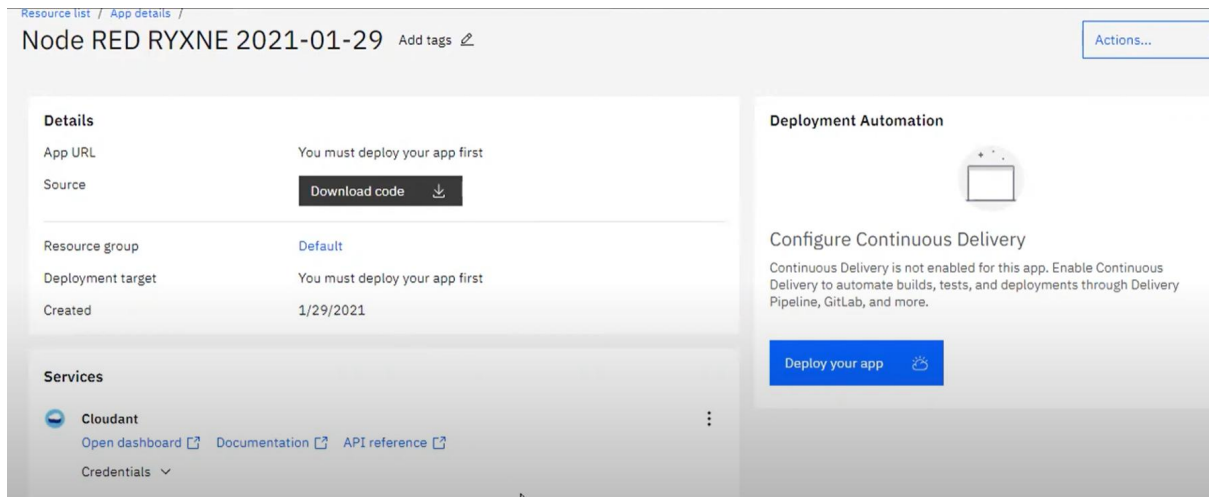 Resource list / App details /
Node RED RYXNE 2021-01-29 Add tags
Actions...
Details
App URL You must deploy your app first
Source Download code
Resource group Default
Deployment target You must deploy your app first
Created 1/29/2021
Services
Cloudant
Open dashboard Documentation API reference
Credentials
Deployment Automation
Configure Continuous Delivery
Continuous Delivery is not enabled for this app. Enable Continuous
Delivery to automate builds, tests, and deployments through Delivery
Pipeline, GitLab, and more.
Deploy your app